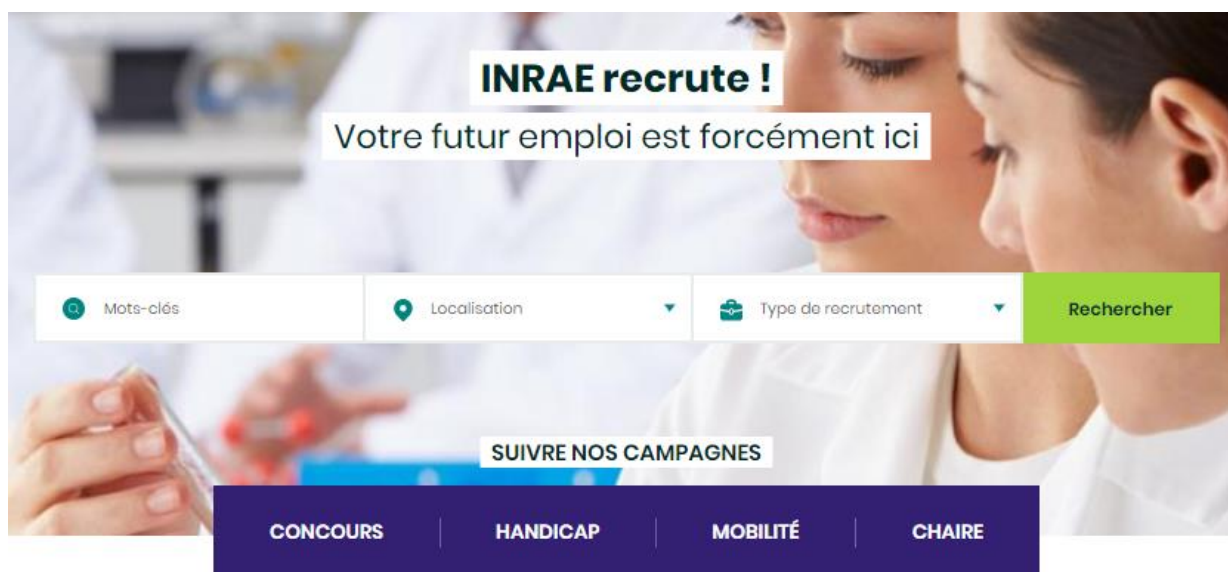 INRAE recrute !
Votre futur emploi est forcément ici
Mots-clés
Localisation
Type de recrutement
Rechercher
SUIVRE NOS CAMPAGNES
CONCOURS
HANDICAP
MOBILITÉ
CHAIRE